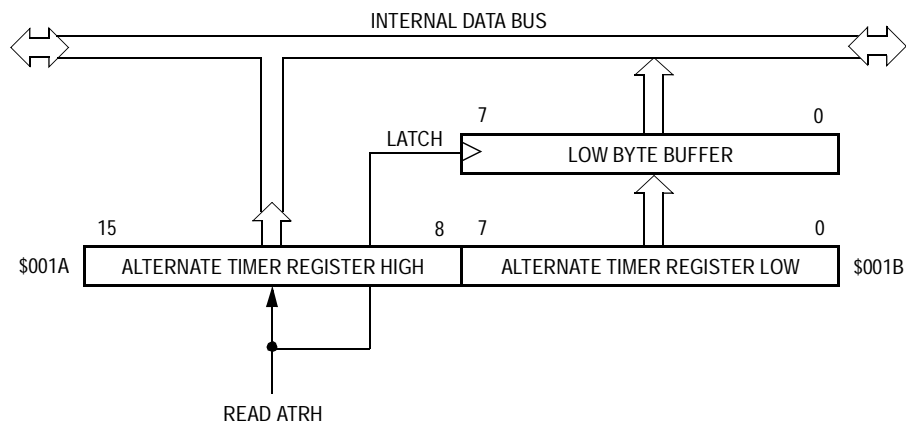 INTERNAL DATA BUS
7 0
LATCH
LOW BYTE BUFFER
15 8 7 0
$001A ALTERNATE TIMER REGISTER HIGH ALTERNATE TIMER REGISTER LOW $001B
READ ATRH